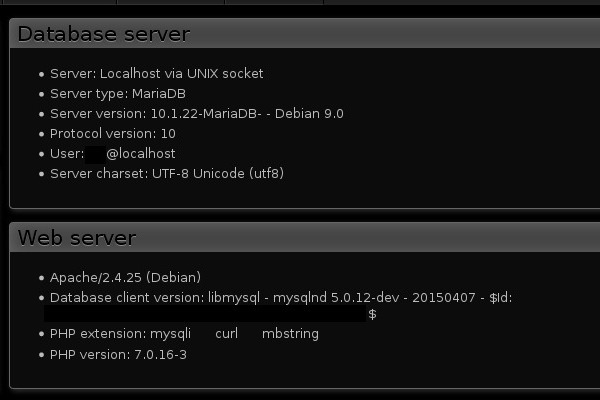 Database server
Server: Localhost via UNIX socket
Server type: MariaDB
Server version: 10.1.22-MariaDB- - Debian 9.0
Protocol version: 10
User: @localhost
Server charset: UTF-8 Unicode (utf8)
Web server
Apache/2.4.25 (Debian)
Database client version: libmysql - mysqlnd 5.0.12-dev - 20150407 - $Id:
$
PHP extension: mysqli curl mbstring
PHP version: 7.0.16-3